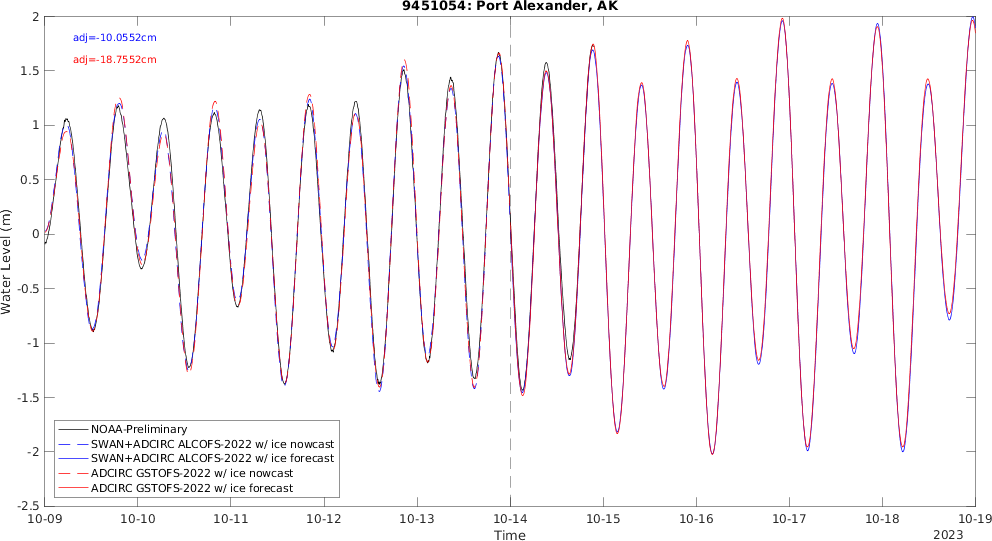 9451054: Port Alexander, AK
adj=-10.0552cm
adj=-18.7552cm
2
1.5
1
0.5
0
-0.5
-1
-1.5
-2
-2.5
Water Level (m)
NOAA-Preliminary
SWAN+ADCIRC ALCOFS-2022 w/ ice nowcast
SWAN+ADCIRC ALCOFS-2022 w/ ice forecast
ADCIRC GSTOFS-2022 w/ ice nowcast
ADCIRC GSTOFS-2022 w/ ice forecast
10-09 10-10 10-11 10-12 10-13 10-14 10-15 10-16 10-17 10-18 10-19
Time
2023